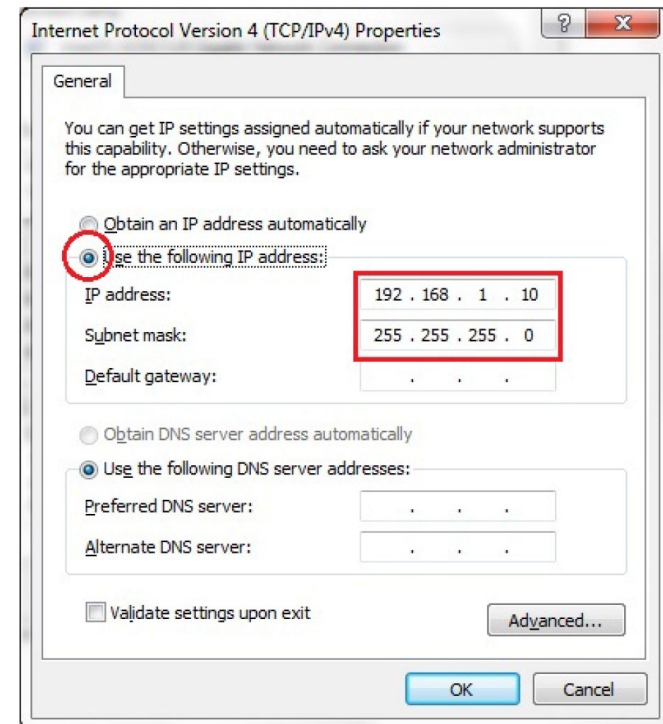 Internet Protocol Version 4 (TCP/IPv4) Properties
General
You can get IP settings assigned automatically if your network supports
this capability. Otherwise, you need to ask your network administrator
for the appropriate IP settings.
Obtain an IP address automatically
Use the following IP address:
IP address: 192 . 168 . 1 . 10
Subnet mask: 255 . 255 . 255 . 0
Default gateway: . . .
Obtain DNS server address automatically
Use the following DNS server addresses:
Preferred DNS server: . . .
Alternate DNS server: . . .
Validate settings upon exit
Advanced...
OK Cancel